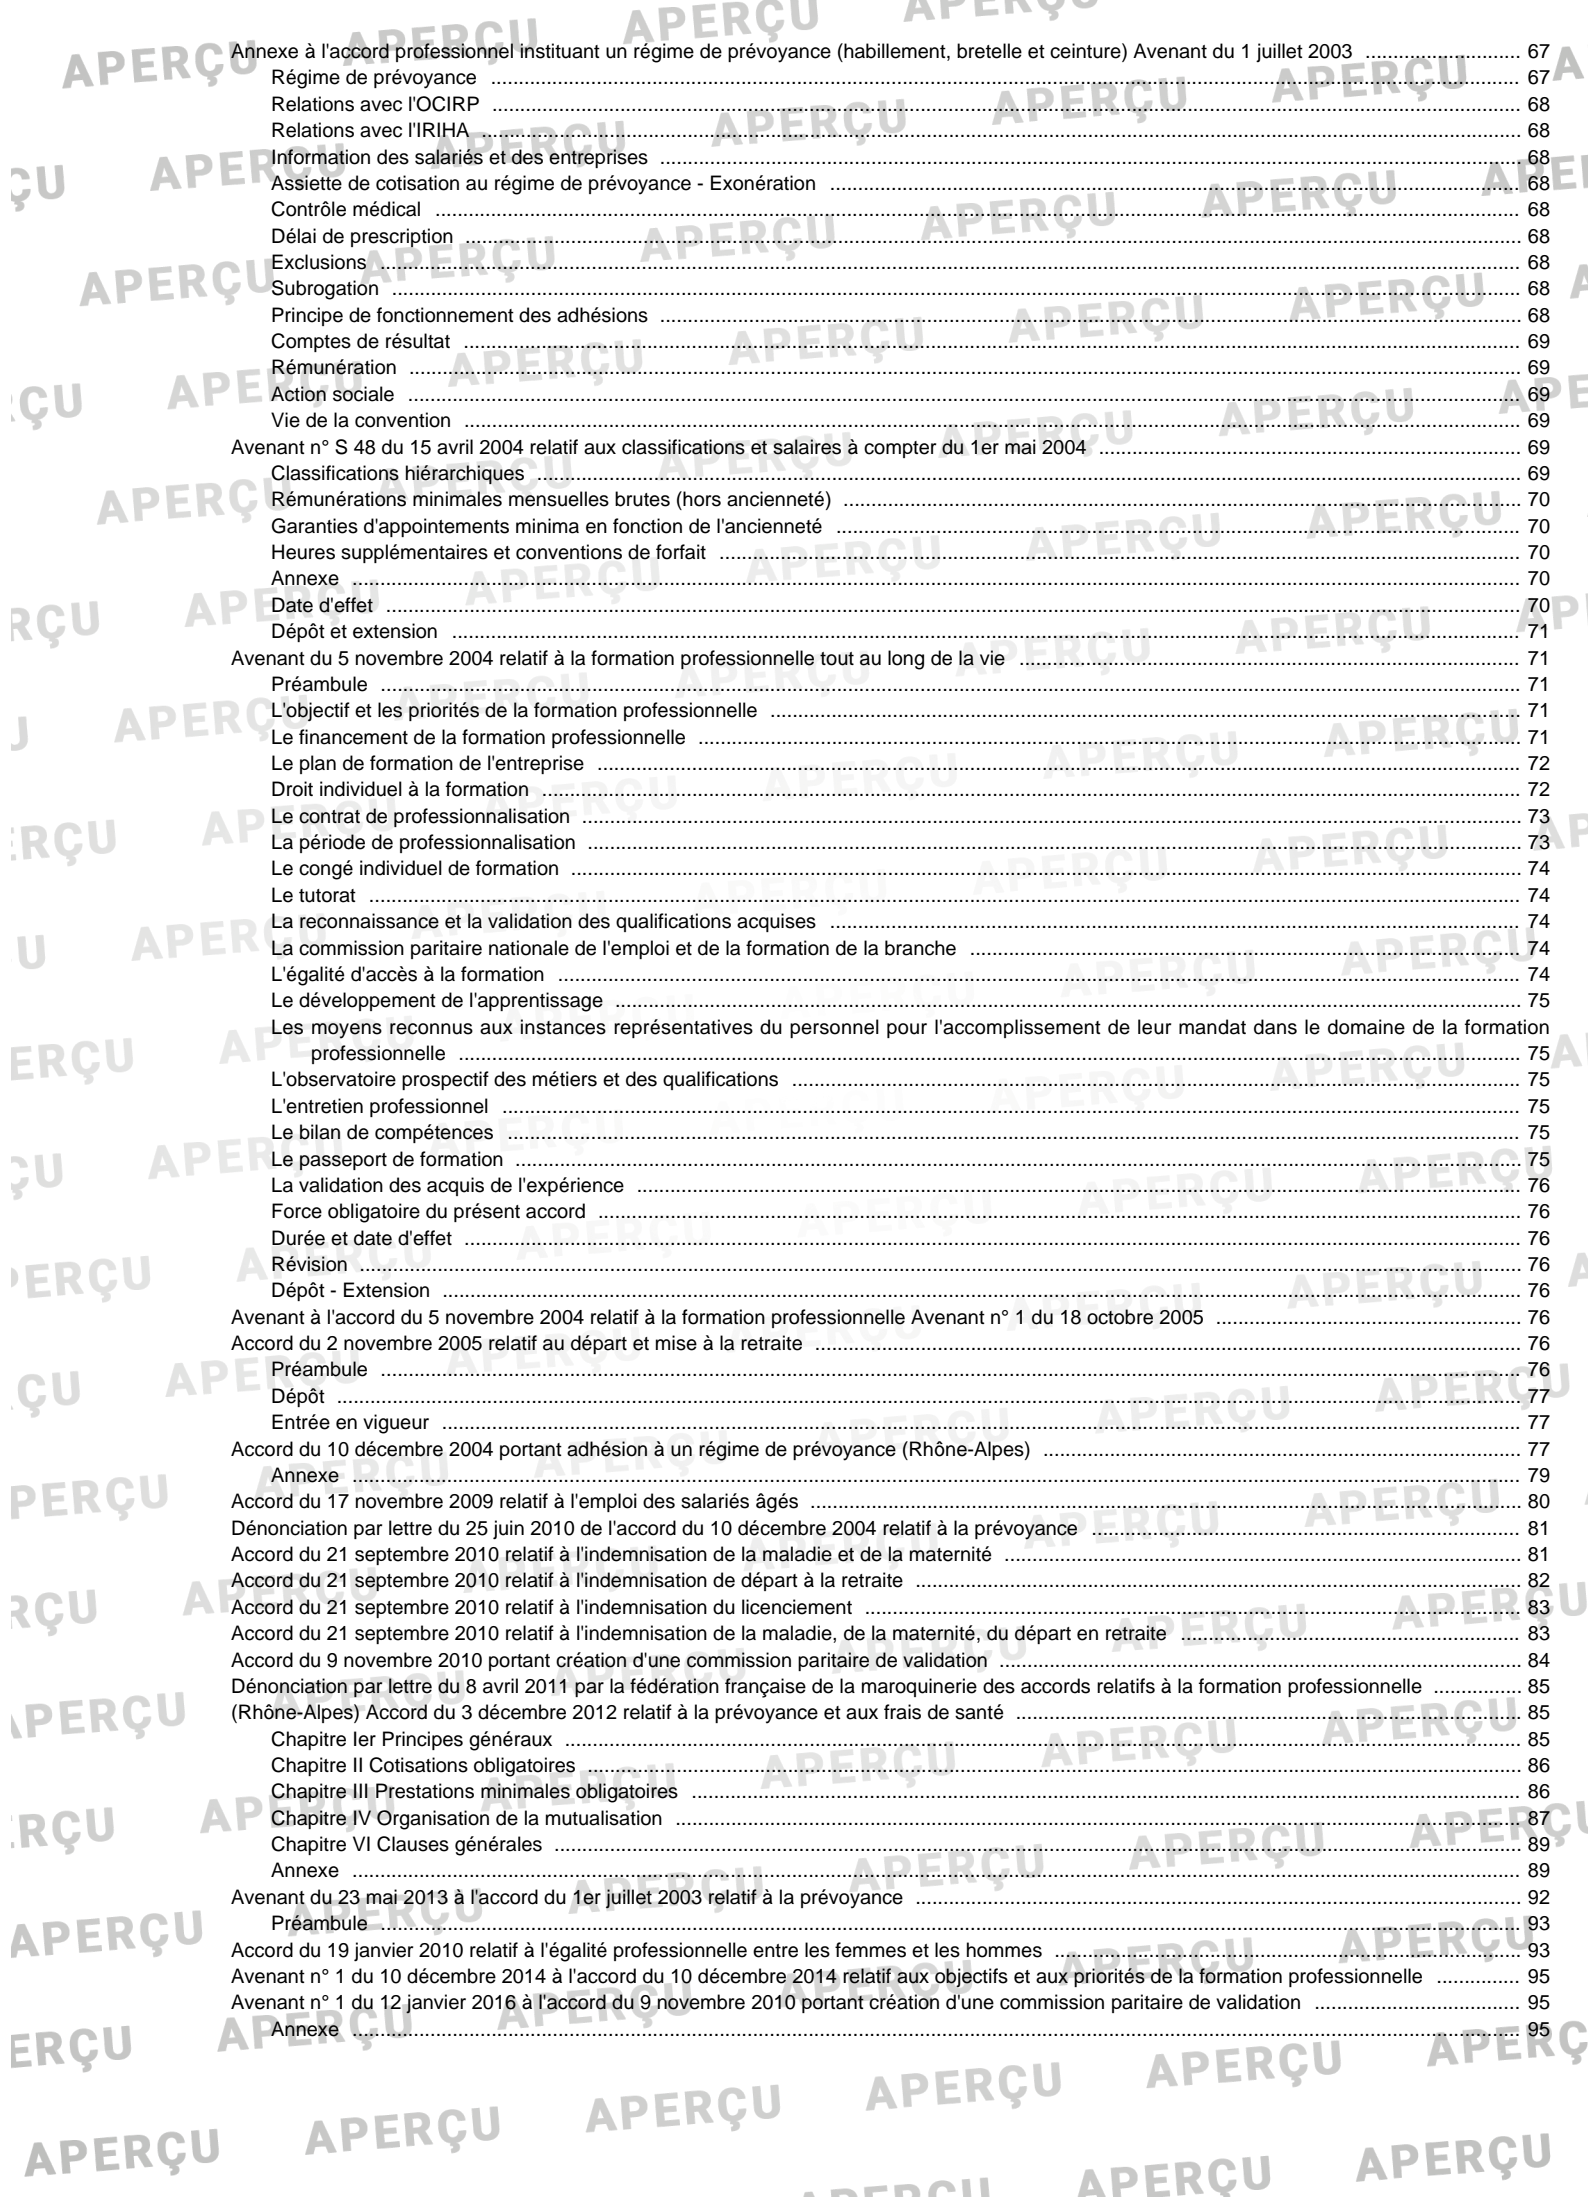 Annexe à l'accord professionnel instituant un régime de prévoyance (habillement, bretelle et ceinture) Avenant du 1 juillet 2003 ........ 67
Régime de prévoyance ........ 67
Relations avec l'OCIRP ........ 68
Relations avec l'IRIHA ........ 68
Information des salariés et des entreprises ........ 68
Assiette de cotisation au régime de prévoyance - Exonération ........ 68
Contrôle médical ........ 68
Délai de prescription ........ 68
Exclusions ........ 68
Subrogation ........ 68
Principe de fonctionnement des adhésions ........ 68
Comptes de résultat ........ 69
Rémunération ........ 69
Action sociale ........ 69
Vie de la convention ........ 69
Avenant n° S 48 du 15 avril 2004 relatif aux classifications et salaires à compter du 1er mai 2004 ........ 69
Classifications hiérarchiques ........ 69
Rémunérations minimales mensuelles brutes (hors ancienneté) ........ 70
Garanties d'appointements minima en fonction de l'ancienneté ........ 70
Heures supplémentaires et conventions de forfait ........ 70
Annexe ........ 70
Date d'effet ........ 70
Dépôt et extension ........ 71
Avenant du 5 novembre 2004 relatif à la formation professionnelle tout au long de la vie ........ 71
Préambule ........ 71
L'objectif et les priorités de la formation professionnelle ........ 71
Le financement de la formation professionnelle ........ 71
Le plan de formation de l'entreprise ........ 72
Droit individuel à la formation ........ 72
Le contrat de professionnalisation ........ 73
La période de professionnalisation ........ 73
Le congé individuel de formation ........ 74
Le tutorat ........ 74
La reconnaissance et la validation des qualifications acquises ........ 74
La commission paritaire nationale de l'emploi et de la formation de la branche ........ 74
L'égalité d'accès à la formation ........ 74
Le développement de l'apprentissage ........ 75
Les moyens reconnus aux instances représentatives du personnel pour l'accomplissement de leur mandat dans le domaine de la formation
professionnelle ........ 75
L'observatoire prospectif des métiers et des qualifications ........ 75
L'entretien professionnel ........ 75
Le bilan de compétences ........ 75
Le passeport de formation ........ 75
La validation des acquis de l'expérience ........ 76
Force obligatoire du présent accord ........ 76
Durée et date d'effet ........ 76
Révision ........ 76
Dépôt - Extension ........ 76
Avenant à l'accord du 5 novembre 2004 relatif à la formation professionnelle Avenant n° 1 du 18 octobre 2005 ........ 76
Accord du 2 novembre 2005 relatif au départ et mise à la retraite ........ 76
Préambule ........ 76
Dépôt ........ 77
Entrée en vigueur ........ 77
Accord du 10 décembre 2004 portant adhésion à un régime de prévoyance (Rhône-Alpes) ........ 77
Annexe ........ 79
Accord du 17 novembre 2009 relatif à l'emploi des salariés âgés ........ 80
Dénonciation par lettre du 25 juin 2010 de l'accord du 10 décembre 2004 relatif à la prévoyance ........ 81
Accord du 21 septembre 2010 relatif à l'indemnisation de la maladie et de la maternité ........ 81
Accord du 21 septembre 2010 relatif à l'indemnisation de départ à la retraite ........ 82
Accord du 21 septembre 2010 relatif à l'indemnisation du licenciement ........ 83
Accord du 21 septembre 2010 relatif à l'indemnisation de la maladie, de la maternité, du départ en retraite ........ 83
Accord du 9 novembre 2010 portant création d'une commission paritaire de validation ........ 84
Dénonciation par lettre du 8 avril 2011 par la fédération française de la maroquinerie des accords relatifs à la formation professionnelle ........ 85
(Rhône-Alpes) Accord du 3 décembre 2012 relatif à la prévoyance et aux frais de santé ........ 85
Chapitre Ier Principes généraux ........ 85
Chapitre II Cotisations obligatoires ........ 86
Chapitre III Prestations minimales obligatoires ........ 86
Chapitre IV Organisation de la mutualisation ........ 87
Chapitre VI Clauses générales ........ 89
Annexe ........ 89
Avenant du 23 mai 2013 à l'accord du 1er juillet 2003 relatif à la prévoyance ........ 92
Préambule ........ 93
Accord du 19 janvier 2010 relatif à l'égalité professionnelle entre les femmes et les hommes ........ 93
Avenant n° 1 du 10 décembre 2014 à l'accord du 10 décembre 2014 relatif aux objectifs et aux priorités de la formation professionnelle ........ 95
Avenant n° 1 du 12 janvier 2016 à l'accord du 9 novembre 2010 portant création d'une commission paritaire de validation ........ 95
Annexe ........ 95
APERÇU